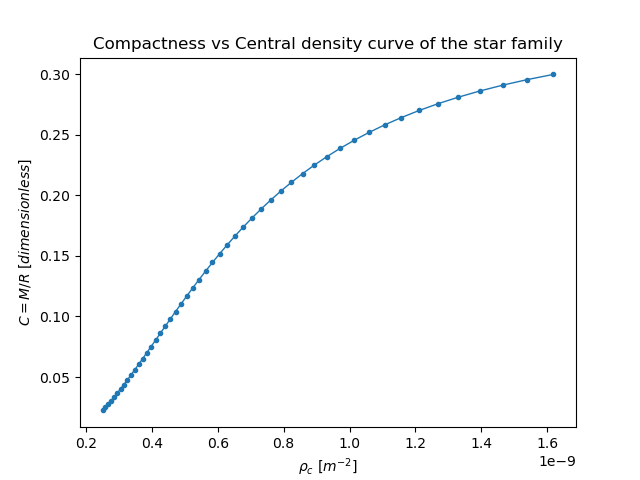 Compactness vs Central density curve of the star family
0.30
0.25
0.20
0.15
0.10
0.05
C = M/R [dimensionless]
0.2 0.4 0.6 0.8 1.0 1.2 1.4 1.6
1e−9
ρc [m⁻²]